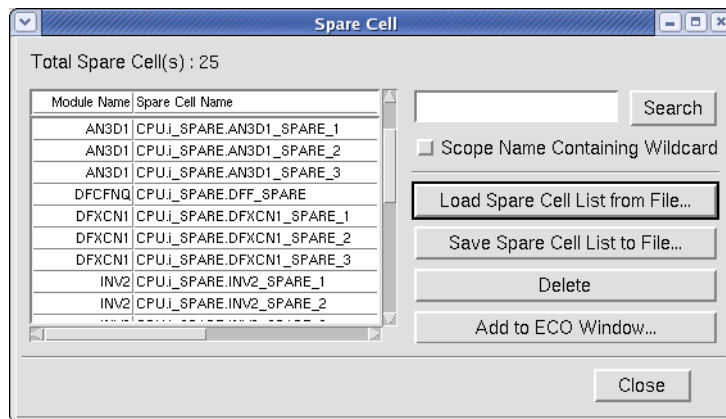 Spare Cell
Total Spare Cell(s) : 25
Module Name Spare Cell Name
AN3D1 CPU.i_SPARE.AN3D1_SPARE_1
AN3D1 CPU.i_SPARE.AN3D1_SPARE_2
AN3D1 CPU.i_SPARE.AN3D1_SPARE_3
DFCFNQ CPU.i_SPARE.DFF_SPARE
DFXCN1 CPU.i_SPARE.DFXCN1_SPARE_1
DFXCN1 CPU.i_SPARE.DFXCN1_SPARE_2
DFXCN1 CPU.i_SPARE.DFXCN1_SPARE_3
INV2 CPU.i_SPARE.INV2_SPARE_1
INV2 CPU.i_SPARE.INV2_SPARE_2
Search
Scope Name Containing Wildcard
Load Spare Cell List from File...
Save Spare Cell List to File...
Delete
Add to ECO Window...
Close